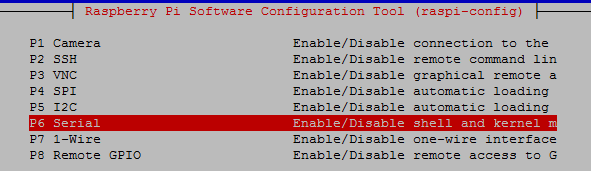 Raspberry Pi Software Configuration Tool (raspi-config)
P1 Camera Enable/Disable connection to the
P2 SSH Enable/Disable remote command lin
P3 VNC Enable/Disable graphical remote a
P4 SPI Enable/Disable automatic loading
P5 I2C Enable/Disable automatic loading
P6 Serial Enable/Disable shell and kernel m
P7 1-Wire Enable/Disable one-wire interface
P8 Remote GPIO Enable/Disable remote access to G